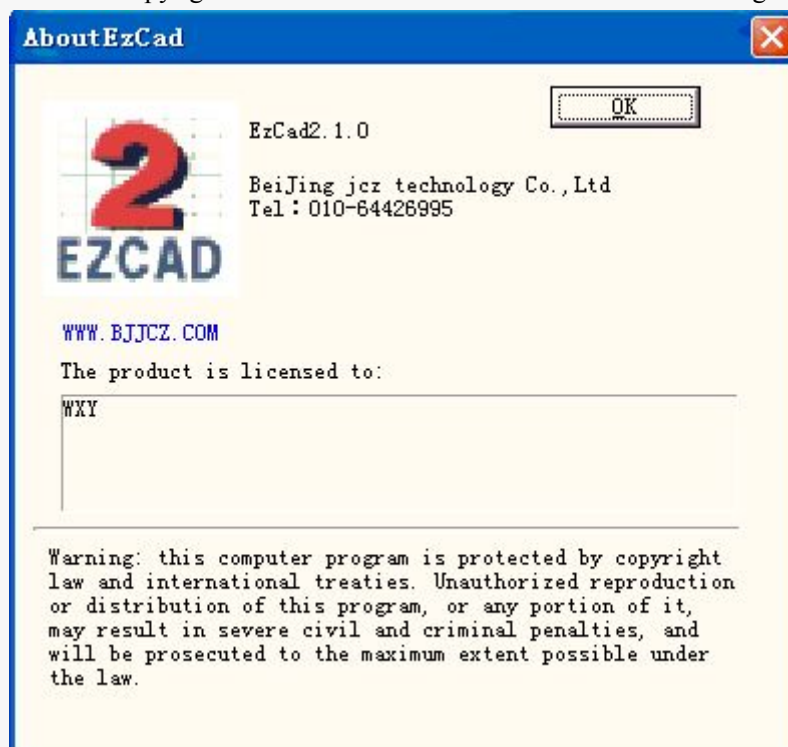 AboutEzCad
OK
2
EZCAD
EzCad2.1.0
BeiJing jcz technology Co.,Ltd
Tel：010-64426995
WWW.BJJCZ.COM
The product is licensed to:
WXY
Warning: this computer program is protected by copyright
law and international treaties. Unauthorized reproduction
or distribution of this program, or any portion of it,
may result in severe civil and criminal penalties, and
will be prosecuted to the maximum extent possible under
the law.